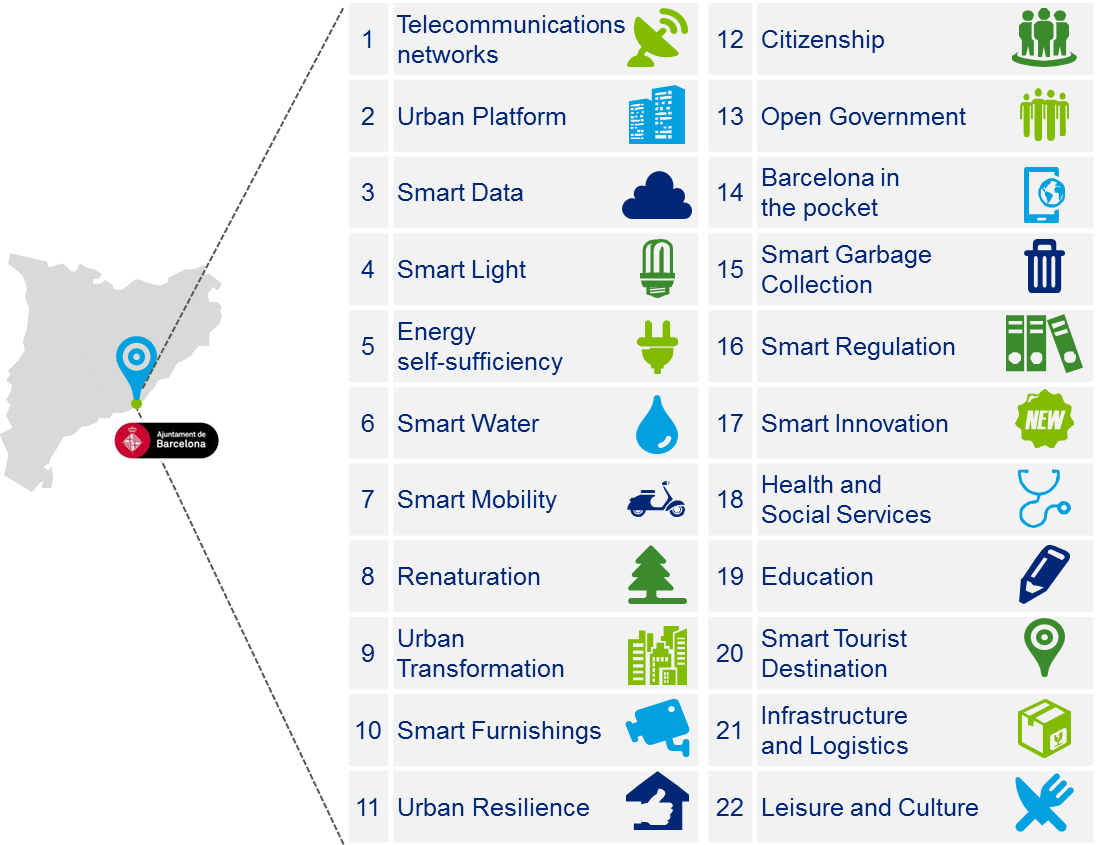 1
Telecommunications
networks
2
Urban Platform
3
Smart Data
4
Smart Light
5
Energy
self-sufficiency
6
Smart Water
7
Smart Mobility
8
Renaturation
9
Urban
Transformation
10
Smart Furnishings
11
Urban Resilience
12
Citizenship
13
Open Government
14
Barcelona in
the pocket
15
Smart Garbage
Collection
16
Smart Regulation
17
Smart Innovation
NEW
18
Health and
Social Services
19
Education
20
Smart Tourist
Destination
21
Infrastructure
and Logistics
22
Leisure and Culture
Ajuntament de
Barcelona